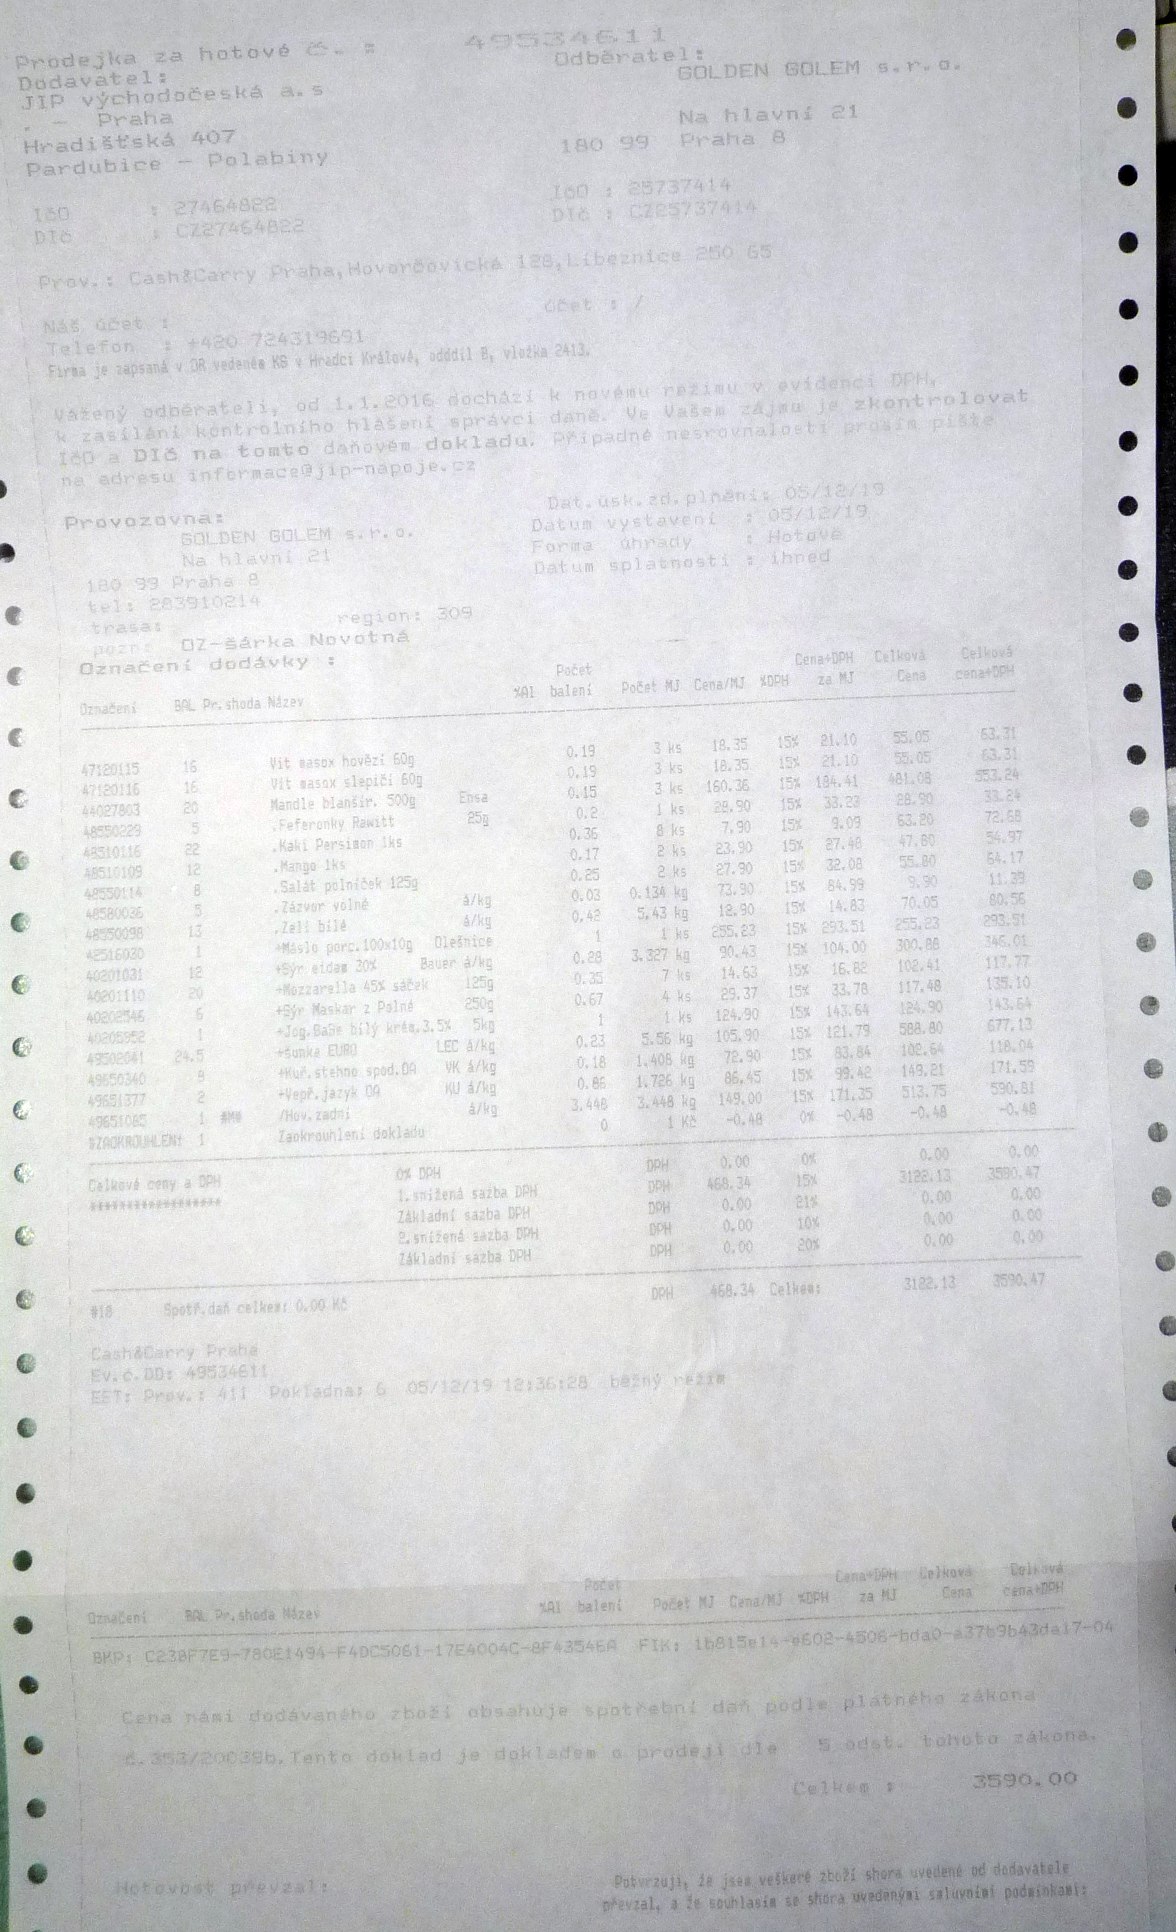 Prodejka za hotové č. : 49534611
Dodavatel: Odběratel:
JIP východočeská a.s GOLDEN GOLEM s.r.o.
. - Praha
Hradišťská 407 Na hlavní 21
Pardubice - Polabiny 180 99 Praha 8
IčO : 27464822 IčO : 25737414
DIč : CZ27464822 DIč : CZ25737414
Prov.: Cash&Carry Praha,Hovorčovická 128,Líbeznice 250 65
Náš účet : účet : /
Telefon : +420 724319691
Firma je zapsaná v OR vedeném KS v Hradci Králové, odddíl B, vložka 2413.
Vážený odběrateli, od 1.1.2016 dochází k novému režimu v evidenci DPH,
k zasílání kontrolního hlášení správci daně. Ve Vašem zájmu je zkontrolovat
IčO a DIč na tomto daňovém dokladu. Případné nesrovnalosti prosím pište
na adresu informace@jip-napoje.cz
Provozovna: Dat.usk.zd.plnění: 05/12/19
GOLDEN GOLEM s.r.o. Datum vystavení : 05/12/19
Na hlavní 21 Forma úhrady : Hotově
180 99 Praha 8 Datum splatnosti : ihned
tel: 283910214
trasa: region: 309
pozn: OZ-šárka Novotná
Označení dodávky :
Počet Cena+DPH Celková Celková
Označení BAL Pr.shoda Název %Al balení Počet MJ Cena/MJ %DPH za MJ Cena cena+DPH
47120115 16 Vit masox hovězí 60g 0.19 3 ks 18.35 15% 21.10 55.05 63.31
47120116 16 Vit masox slepičí 60g 0.19 3 ks 18.35 15% 21.10 55.05 63.31
44027803 20 Mandle blanšír. 500g Ensa 0.15 3 ks 160.36 15% 184.41 481.08 553.24
48550229 5 .Feferonky Rawitt 25g 0.2 1 ks 28.90 15% 33.23 28.90 33.24
48510116 22 .Kaki Persimon 1ks 0.36 8 ks 7.90 15% 9.09 63.20 72.68
48510109 12 .Mango 1ks 0.17 2 ks 23.90 15% 27.48 47.80 54.97
48550114 8 .Salát polníček 125g 0.25 2 ks 27.90 15% 32.08 55.80 64.17
48580026 5 .Zázvor volně á/kg 0.03 0.134 kg 73.90 15% 84.99 9.90 11.39
48550098 13 .Zelí bílé á/kg 0.42 5.43 kg 12.90 15% 14.83 70.05 80.56
42516030 1 +Máslo porc.100x10g Olešnice 1 1 ks 255.23 15% 293.51 255.23 293.51
40201031 12 +Sýr eidam 30% Bauer á/kg 0.28 3.327 kg 90.43 15% 104.00 300.88 346.01
40201110 20 +Mozzarella 45% sáček 125g 0.35 7 ks 14.63 15% 16.82 102.41 117.77
40202546 6 +Sýr Maskar z Polné 250g 0.67 4 ks 29.37 15% 33.78 117.48 135.10
40205952 1 +Jog.BaSe bílý krém.3,5% 5kg 1 1 ks 124.90 15% 143.64 124.90 143.64
49502041 24.5 +šunka EURO LEC á/kg 0.23 5.56 kg 105.90 15% 121.79 588.80 677.13
49650340 8 +Kuř.stehno spod.OA VK á/kg 0.18 1.408 kg 72.90 15% 83.84 102.64 118.04
49651377 2 +Vepř.jazyk OA KU á/kg 0.86 1.726 kg 86.45 15% 99.42 149.21 171.59
49651085 1 #M# /Hov.zadní á/kg 3.448 3.448 kg 149.00 15% 171.35 513.75 590.81
%ZAOKROUHLENí 1 Zaokrouhlení dokladu 0 1 Kč -0.48 0% -0.48 -0.48 -0.48
Celkové ceny a DPH 0% DPH DPH 0.00 0% 0.00 0.00
****************** 1.snížená sazba DPH DPH 468.34 15% 3122.13 3590.47
Základní sazba DPH DPH 0.00 21% 0.00 0.00
2.snížená sazba DPH DPH 0.00 10% 0.00 0.00
Základní sazba DPH DPH 0.00 20% 0.00 0.00
#18 Spotř.daň celkem: 0.00 Kč DPH 468.34 Celkem: 3122.13 3590.47
Cash&Carry Praha
Ev.č.DD: 49534611
EET: Prov.: 411 Pokladna: 6 05/12/19 12:36:28 běžný režim
Počet Cena+DPH Celková Celková
Označení BAL Pr.shoda Název %Al balení Počet MJ Cena/MJ %DPH za MJ Cena cena+DPH
BKP: C238F7E9-780E1494-F4DC5061-17E4004C-8F43546A FIK: 1b815e14-e602-4506-bda0-a37b9b43da17-04
Cena námi dodávaného zboží obsahuje spotřební daň podle platného zákona
č.353/2003Sb.Tento doklad je dokladem o prodeji dle 5 odst. tohoto zákona.
Celkem : 3590.00
Hotovost převzal: Potvrzuji, že jsem veškeré zboží shora uvedené od dodavatele
převzal, a že souhlasím se shora uvedenými smluvními podmínkami: